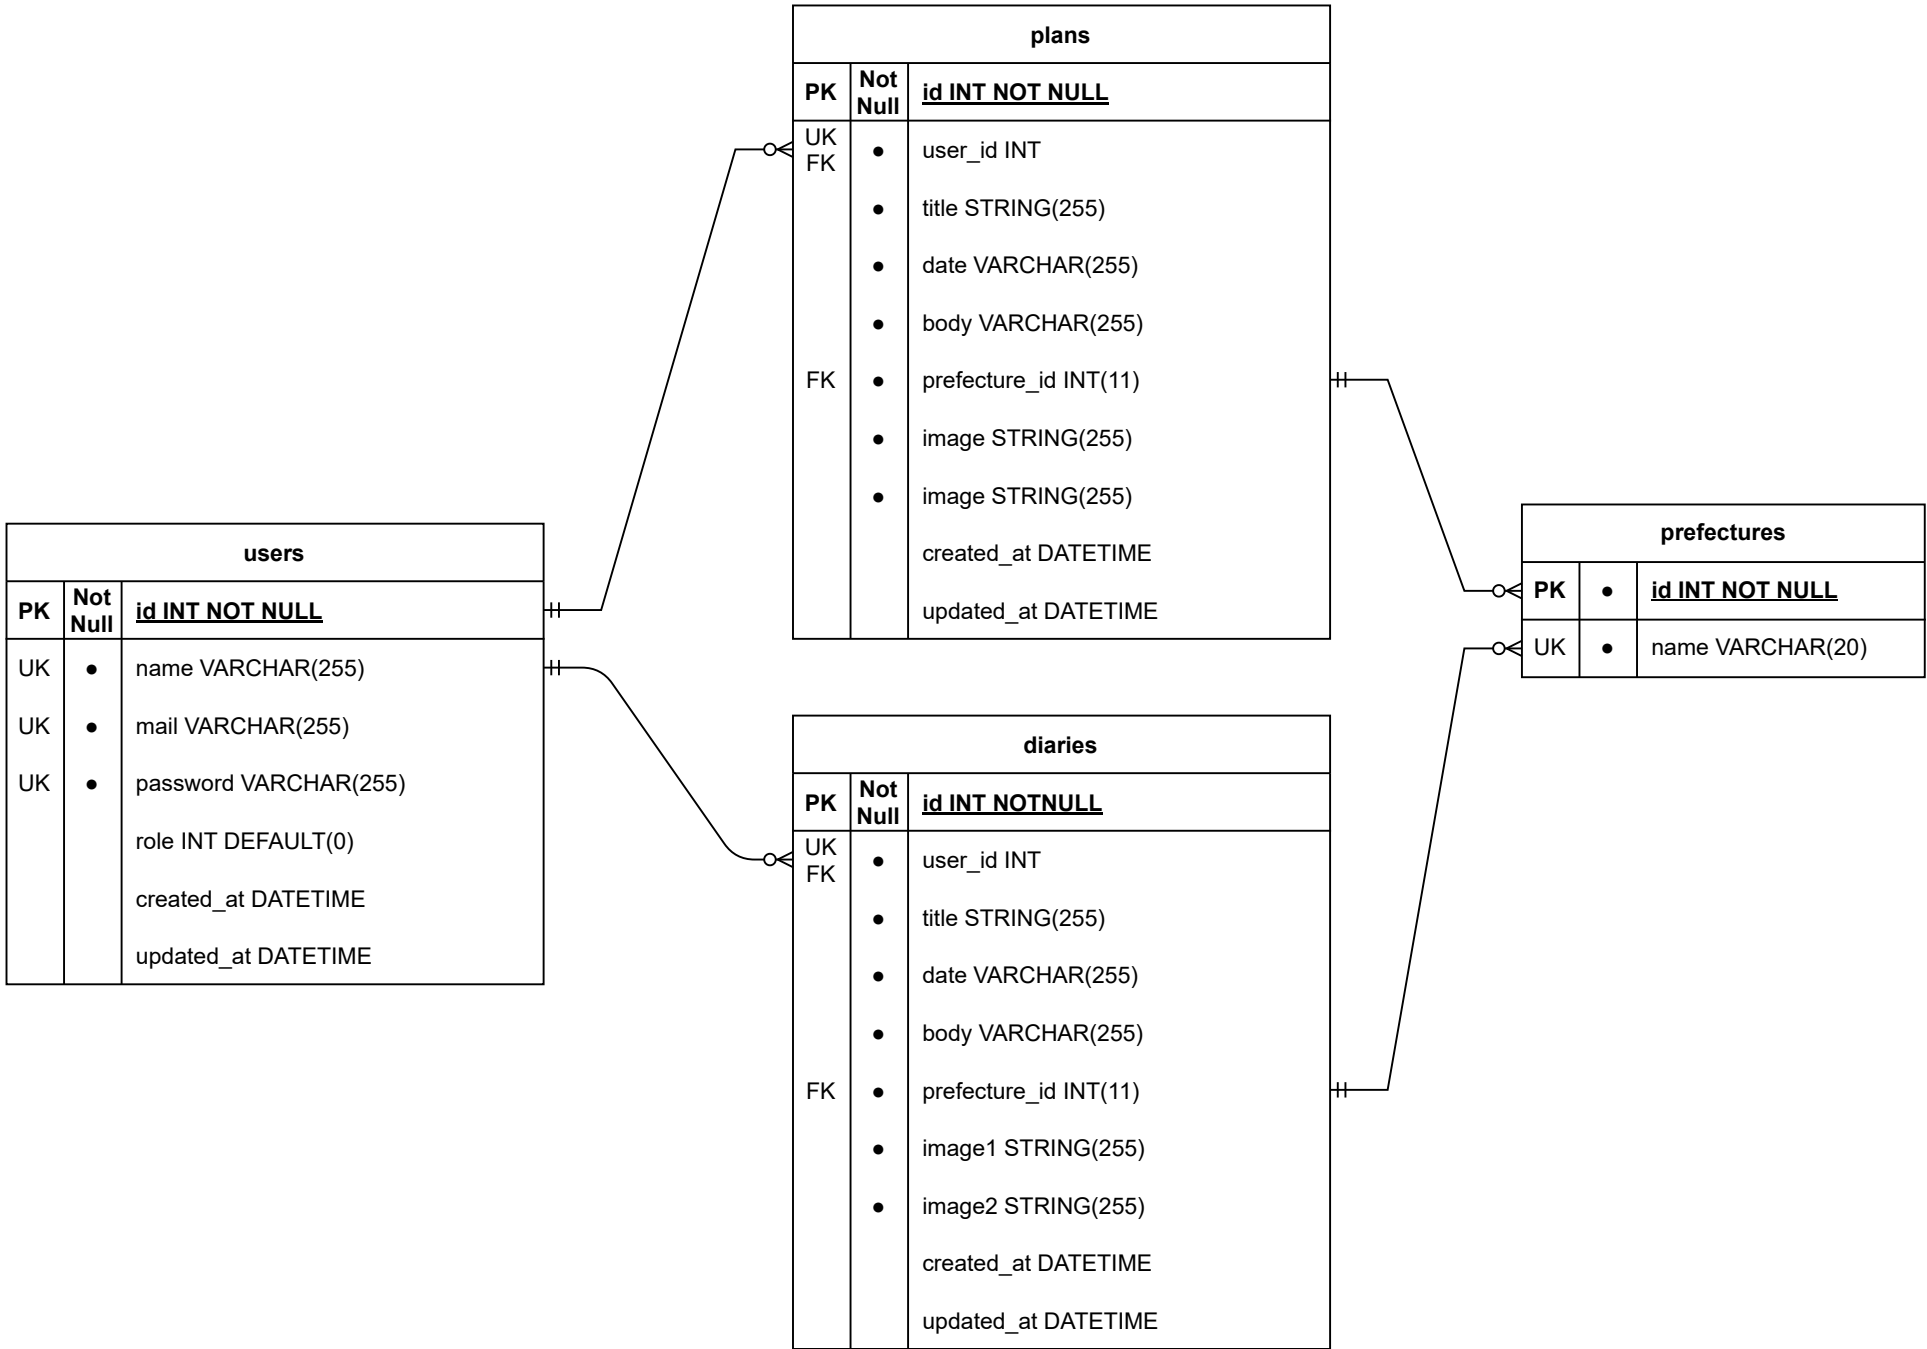 plans
PK Not Null id INT NOT NULL
UK FK ● user_id INT
● title STRING(255)
● date VARCHAR(255)
● body VARCHAR(255)
FK ● prefecture_id INT(11)
● image STRING(255)
● image STRING(255)
created_at DATETIME
updated_at DATETIME
users
PK Not Null id INT NOT NULL
UK ● name VARCHAR(255)
UK ● mail VARCHAR(255)
UK ● password VARCHAR(255)
role INT DEFAULT(0)
created_at DATETIME
updated_at DATETIME
prefectures
PK ● id INT NOT NULL
UK ● name VARCHAR(20)
diaries
PK Not Null id INT NOTNULL
UK FK ● user_id INT
● title STRING(255)
● date VARCHAR(255)
● body VARCHAR(255)
FK ● prefecture_id INT(11)
● image1 STRING(255)
● image2 STRING(255)
created_at DATETIME
updated_at DATETIME